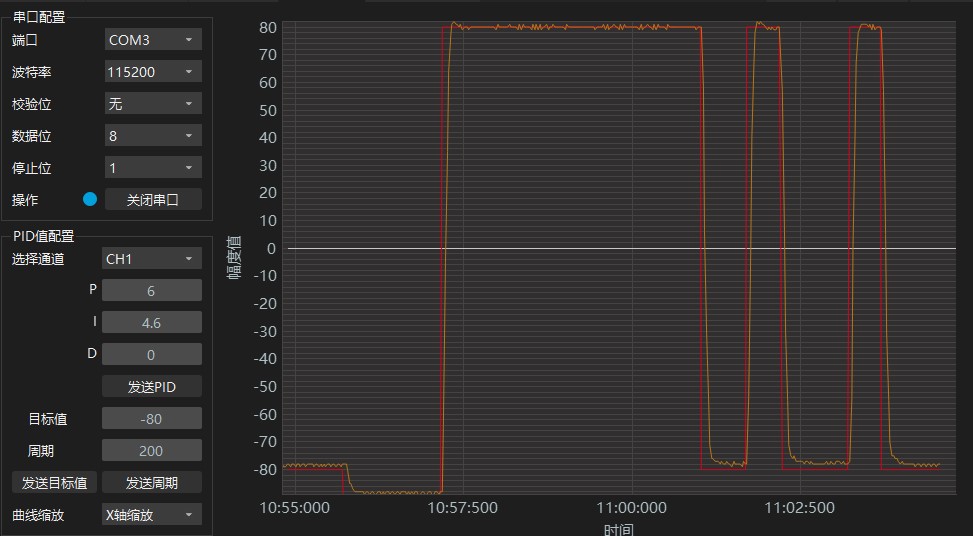 串口配置
端口 COM3
波特率 115200
校验位 无
数据位 8
停止位 1
操作 关闭串口
PID值配置
选择通道 CH1
P 6
I 4.6
D 0
发送PID
目标值 -80
周期 200
发送目标值 发送周期
曲线缩放 X轴缩放
幅度值
80
70
60
50
40
30
20
10
0
-10
-20
-30
-40
-50
-60
-70
-80
10:55:000 10:57:500 11:00:000 11:02:500
时间